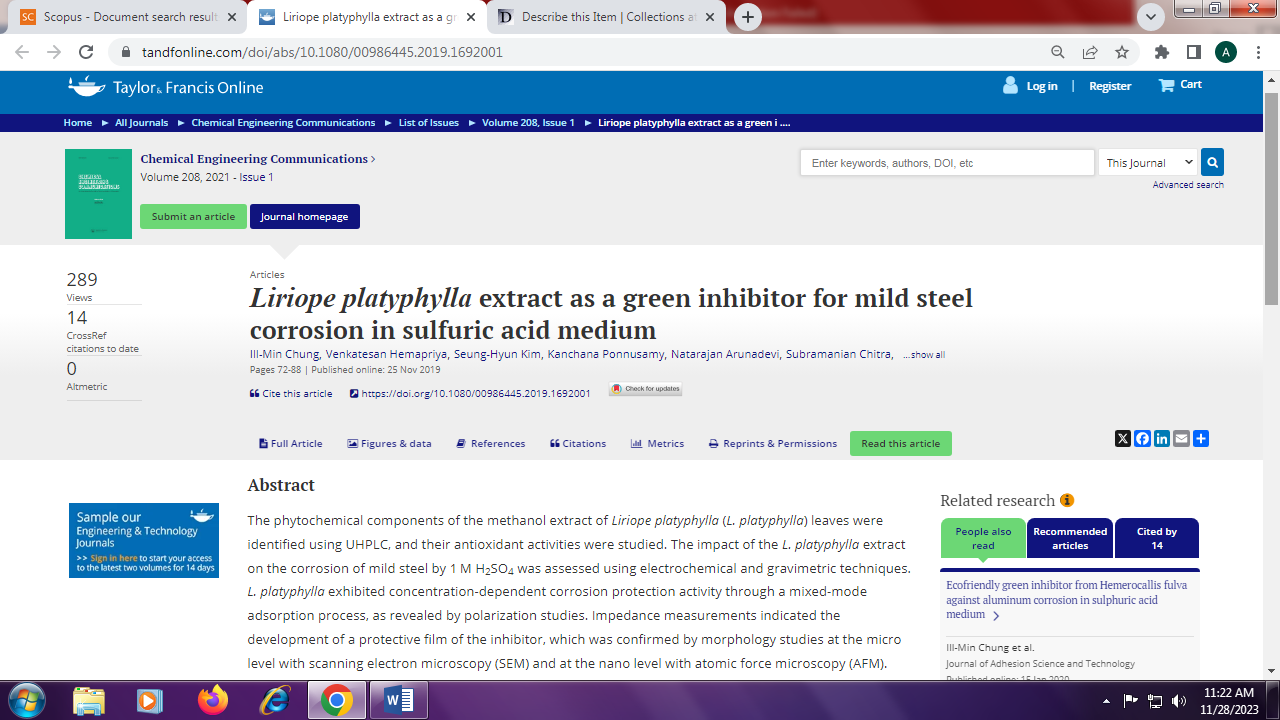 Scopus - Document search result
Liriope platyphylla extract as a gr
Describe this Item | Collections at
tandfonline.com/doi/abs/10.1080/00986445.2019.1692001
A
Taylor & Francis Online
Log in | Register Cart
Home ► All Journals ► Chemical Engineering Communications ► List of Issues ► Volume 208, Issue 1 ► Liriope platyphylla extract as a green i ....
Chemical Engineering Communications ›
Volume 208, 2021 - Issue 1
Enter keywords, authors, DOI, etc
This Journal
Advanced search
Submit an article
Journal homepage
289
Views
14
CrossRef
citations to date
0
Altmetric
Articles
Liriope platyphylla extract as a green inhibitor for mild steel
corrosion in sulfuric acid medium
Ill-Min Chung, Venkatesan Hemapriya, Seung-Hyun Kim, Kanchana Ponnusamy, Natarajan Arunadevi, Subramanian Chitra, ...show all
Pages 72-88 | Published online: 25 Nov 2019
Cite this article https://doi.org/10.1080/00986445.2019.1692001 Check for updates
Full Article Figures & data References Citations Metrics Reprints & Permissions Read this article
Sample our
Engineering & Technology
Journals
>> Sign in here to start your access
to the latest two volumes for 14 days
Abstract
The phytochemical components of the methanol extract of Liriope platyphylla (L. platyphylla) leaves were
identified using UHPLC, and their antioxidant activities were studied. The impact of the L. platyphylla extract
on the corrosion of mild steel by 1 M H₂SO₄ was assessed using electrochemical and gravimetric techniques.
L. platyphylla exhibited concentration-dependent corrosion protection activity through a mixed-mode
adsorption process, as revealed by polarization studies. Impedance measurements indicated the
development of a protective film of the inhibitor, which was confirmed by morphology studies at the micro
level with scanning electron microscopy (SEM) and at the nano level with atomic force microscopy (AFM).
Related research
People also
read
Recommended
articles
Cited by
14
Ecofriendly green inhibitor from Hemerocallis fulva
against aluminum corrosion in sulphuric acid
medium
Ill-Min Chung et al.
Journal of Adhesion Science and Technology
Published online: 15 Jan 2020
11:22 AM
11/28/2023